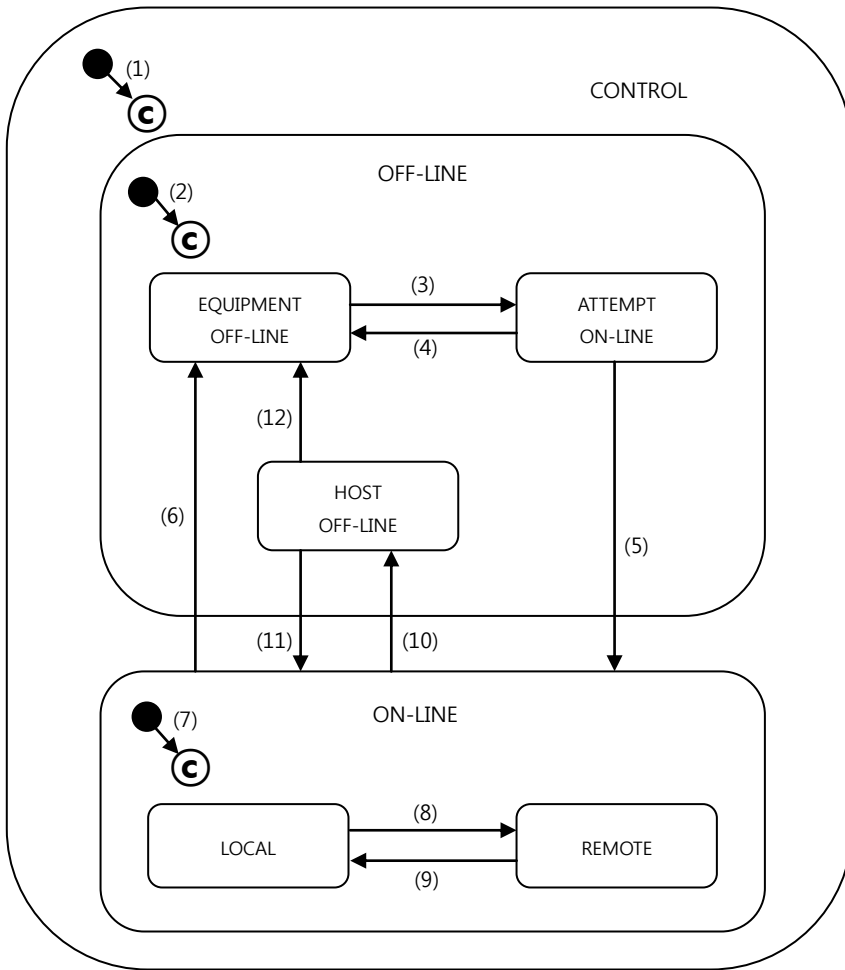 (1)
C
CONTROL
OFF-LINE
(2)
C
EQUIPMENT
OFF-LINE
(3)
(4)
ATTEMPT
ON-LINE
(12)
HOST
OFF-LINE
(6)
(5)
(11)
(10)
ON-LINE
(7)
C
LOCAL
(8)
(9)
REMOTE